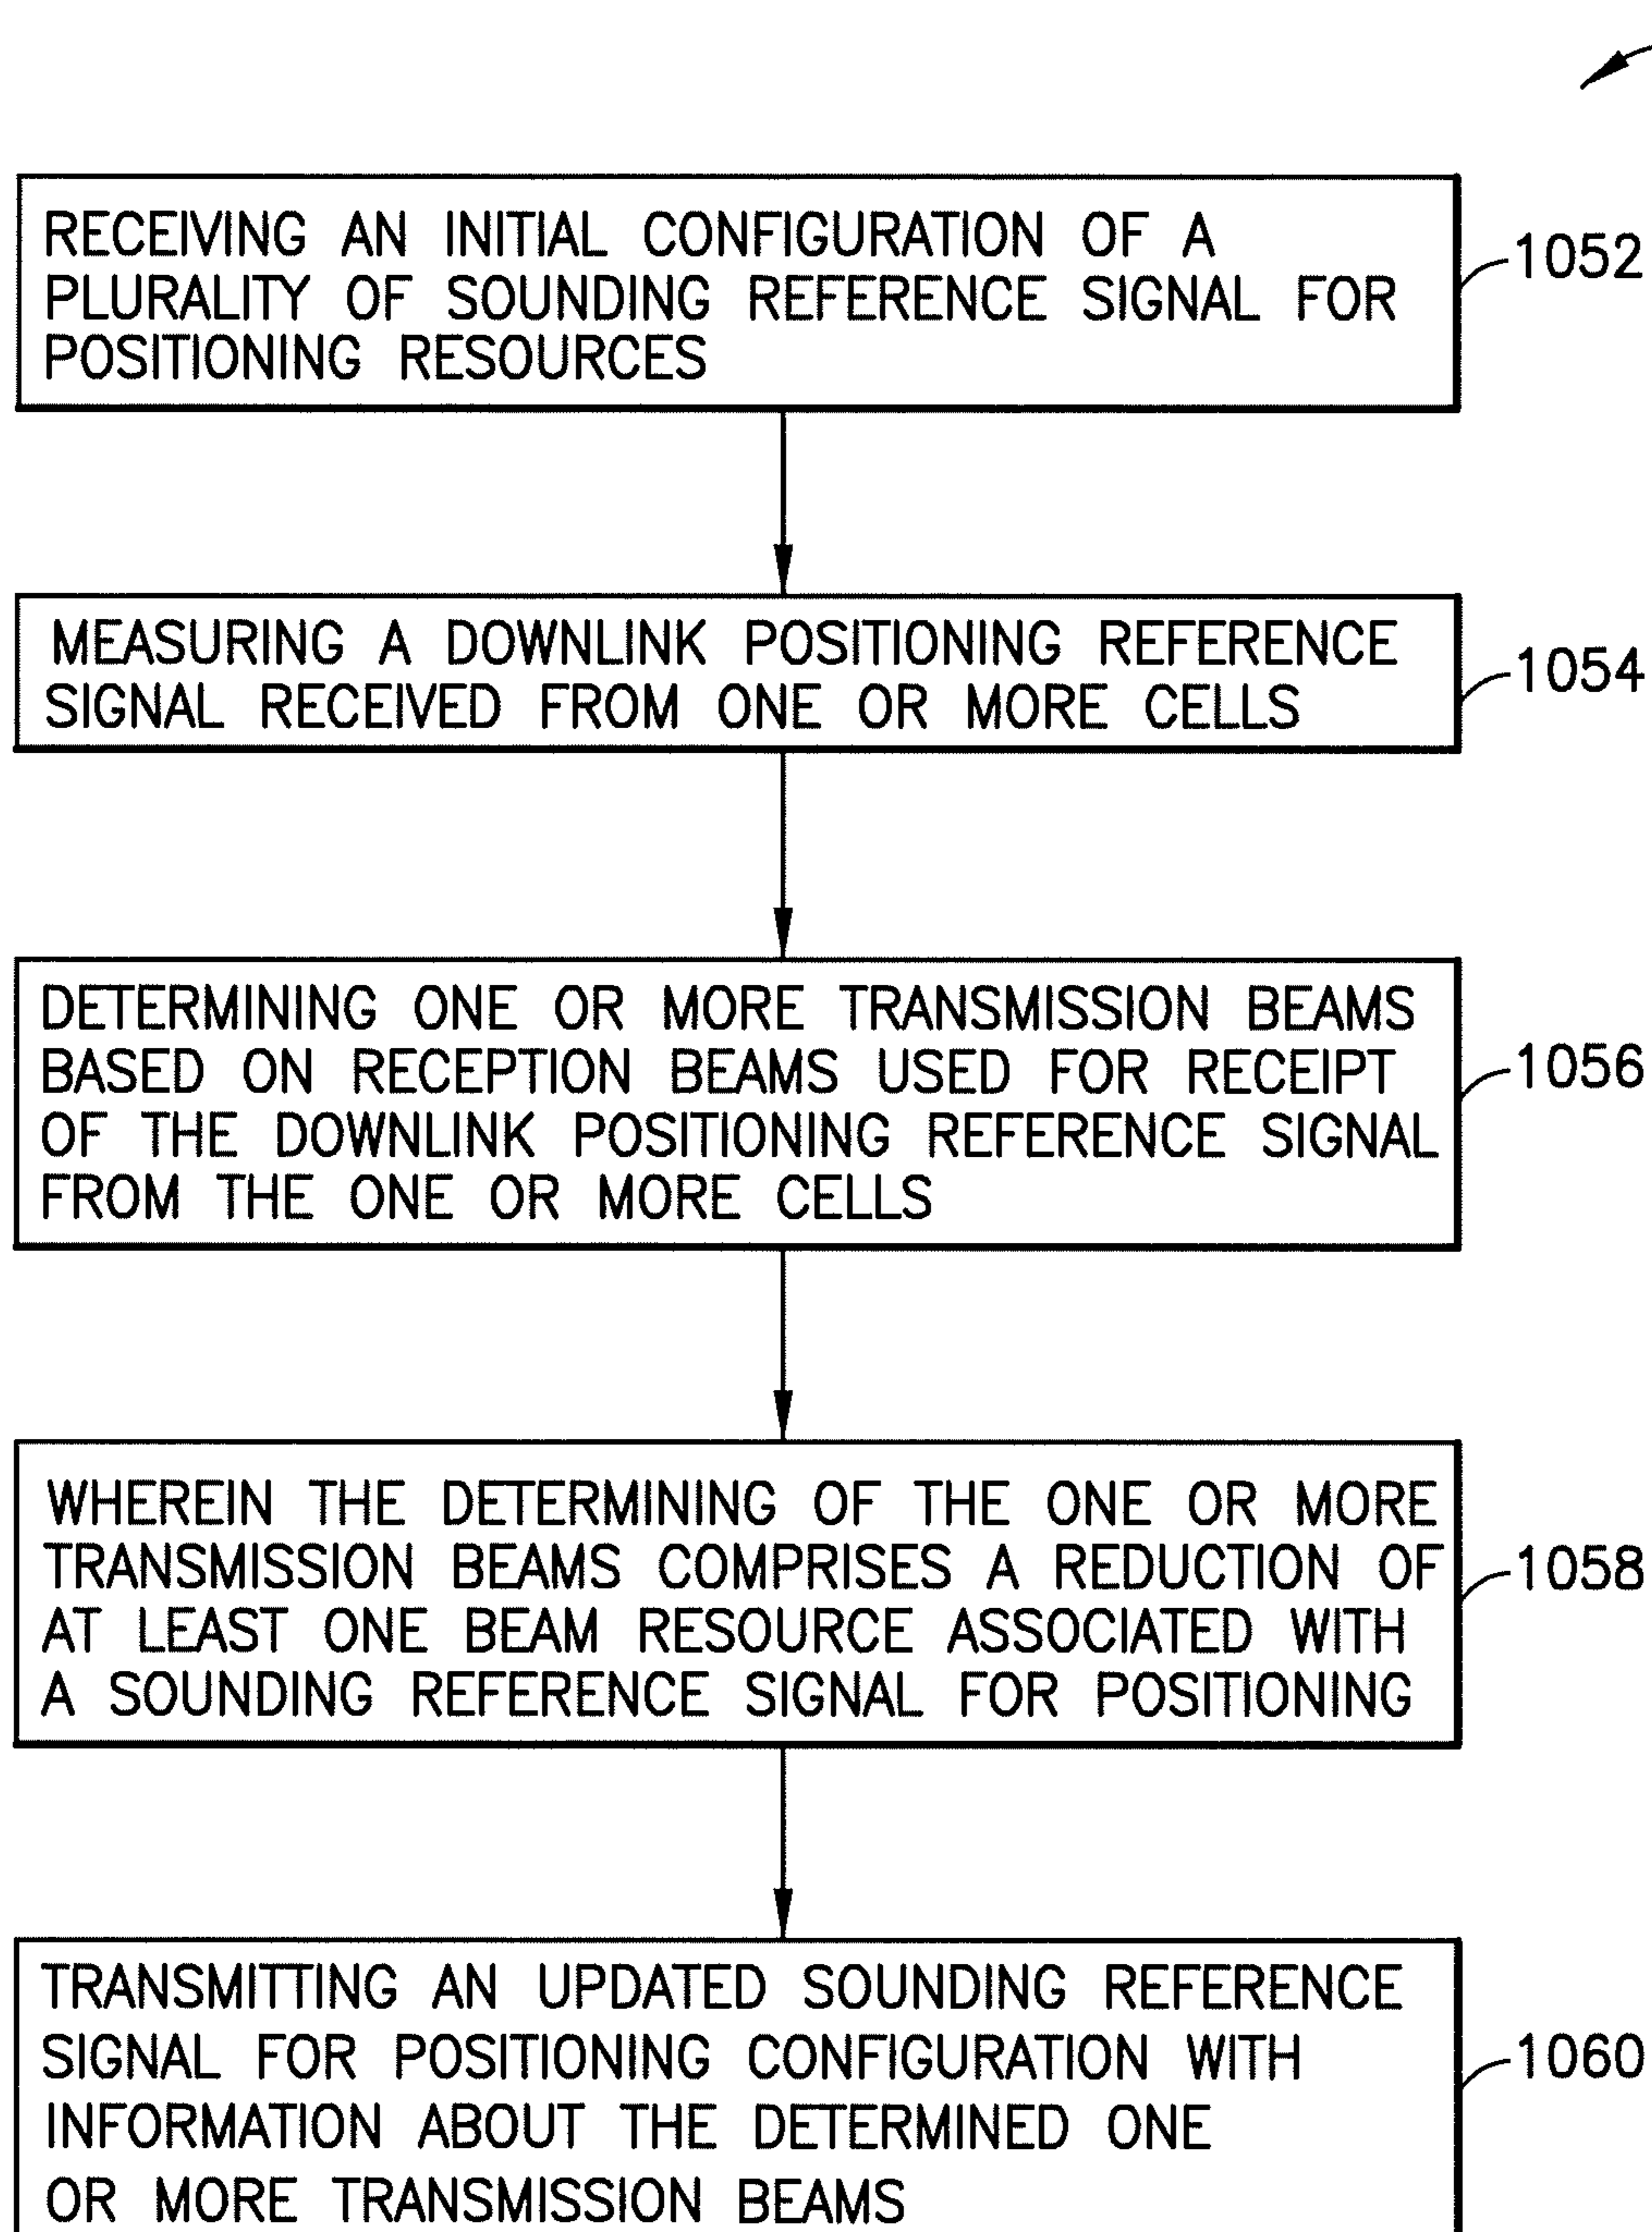 RECEIVING AN INITIAL CONFIGURATION OF A
PLURALITY OF SOUNDING REFERENCE SIGNAL FOR
POSITIONING RESOURCES
1052
MEASURING A DOWNLINK POSITIONING REFERENCE
SIGNAL RECEIVED FROM ONE OR MORE CELLS
1054
DETERMINING ONE OR MORE TRANSMISSION BEAMS
BASED ON RECEPTION BEAMS USED FOR RECEIPT
OF THE DOWNLINK POSITIONING REFERENCE SIGNAL
FROM THE ONE OR MORE CELLS
1056
WHEREIN THE DETERMINING OF THE ONE OR MORE
TRANSMISSION BEAMS COMPRISES A REDUCTION OF
AT LEAST ONE BEAM RESOURCE ASSOCIATED WITH
A SOUNDING REFERENCE SIGNAL FOR POSITIONING
1058
TRANSMITTING AN UPDATED SOUNDING REFERENCE
SIGNAL FOR POSITIONING CONFIGURATION WITH
INFORMATION ABOUT THE DETERMINED ONE
OR MORE TRANSMISSION BEAMS
1060